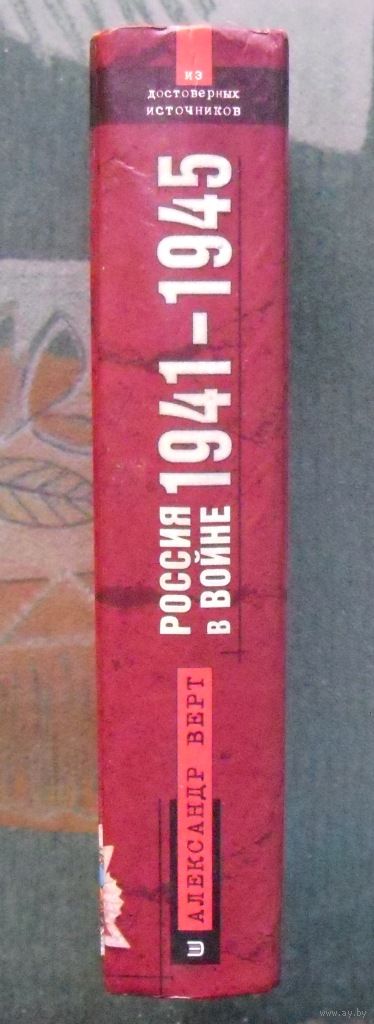 из
достоверных
источников
РОССИЯ
В ВОЙНЕ
1941–1945
АЛЕКСАНДР ВЕРТ
Ш
www.ay.by